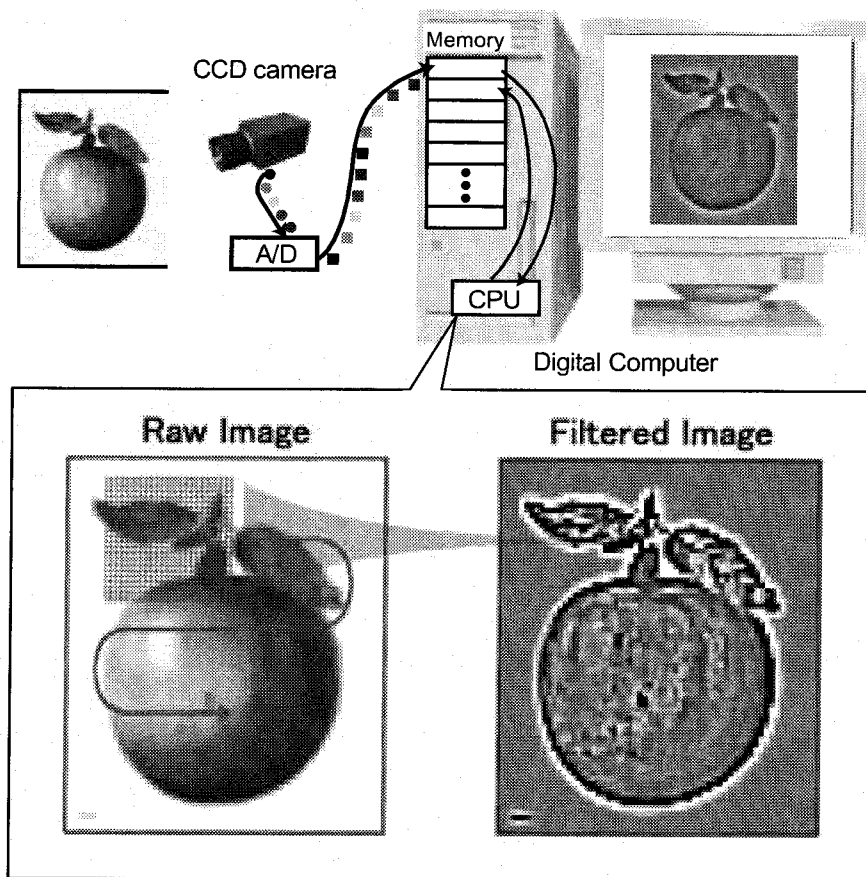 Memory
CCD camera
A/D
CPU
Digital Computer
Raw Image
Filtered Image